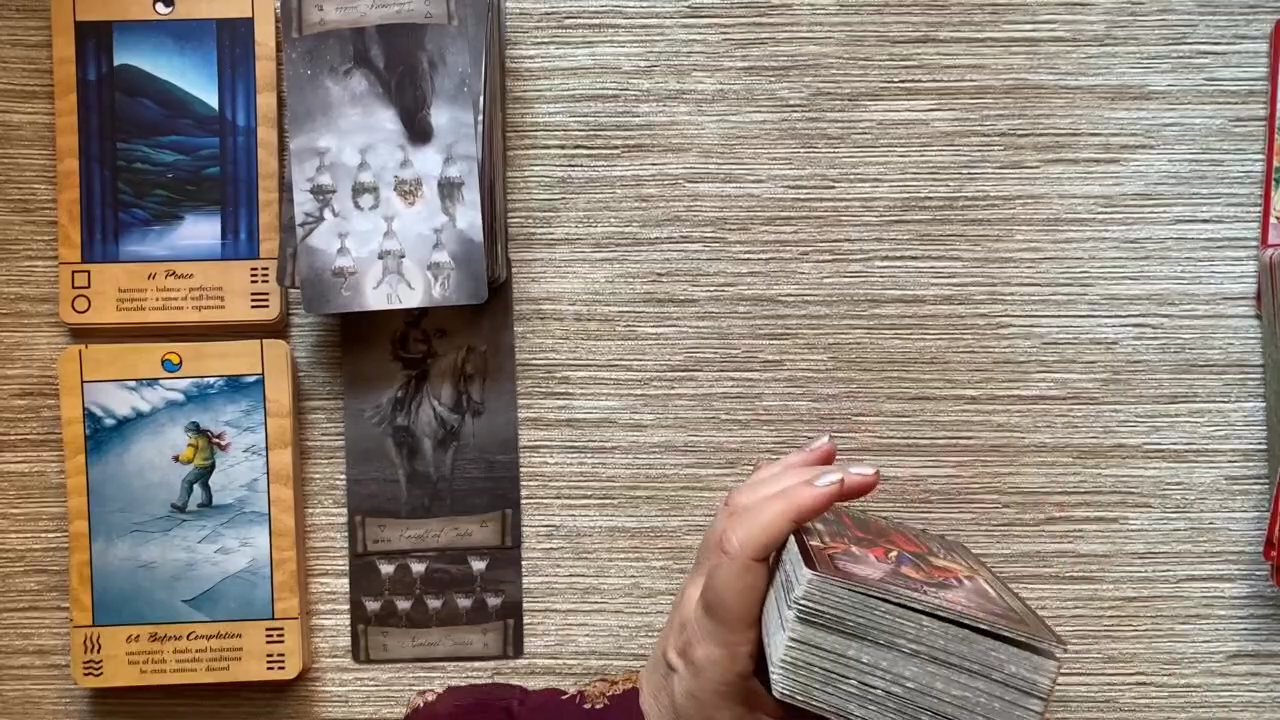 11 Peace
harmony • balance • perfection
equipoise • a sense of well-being
favorable conditions • expansion
VII
Knight of Cups
64 Before Completion
uncertainty • doubt and hesitation
loss of faith • unstable conditions
be extra cautious • discord